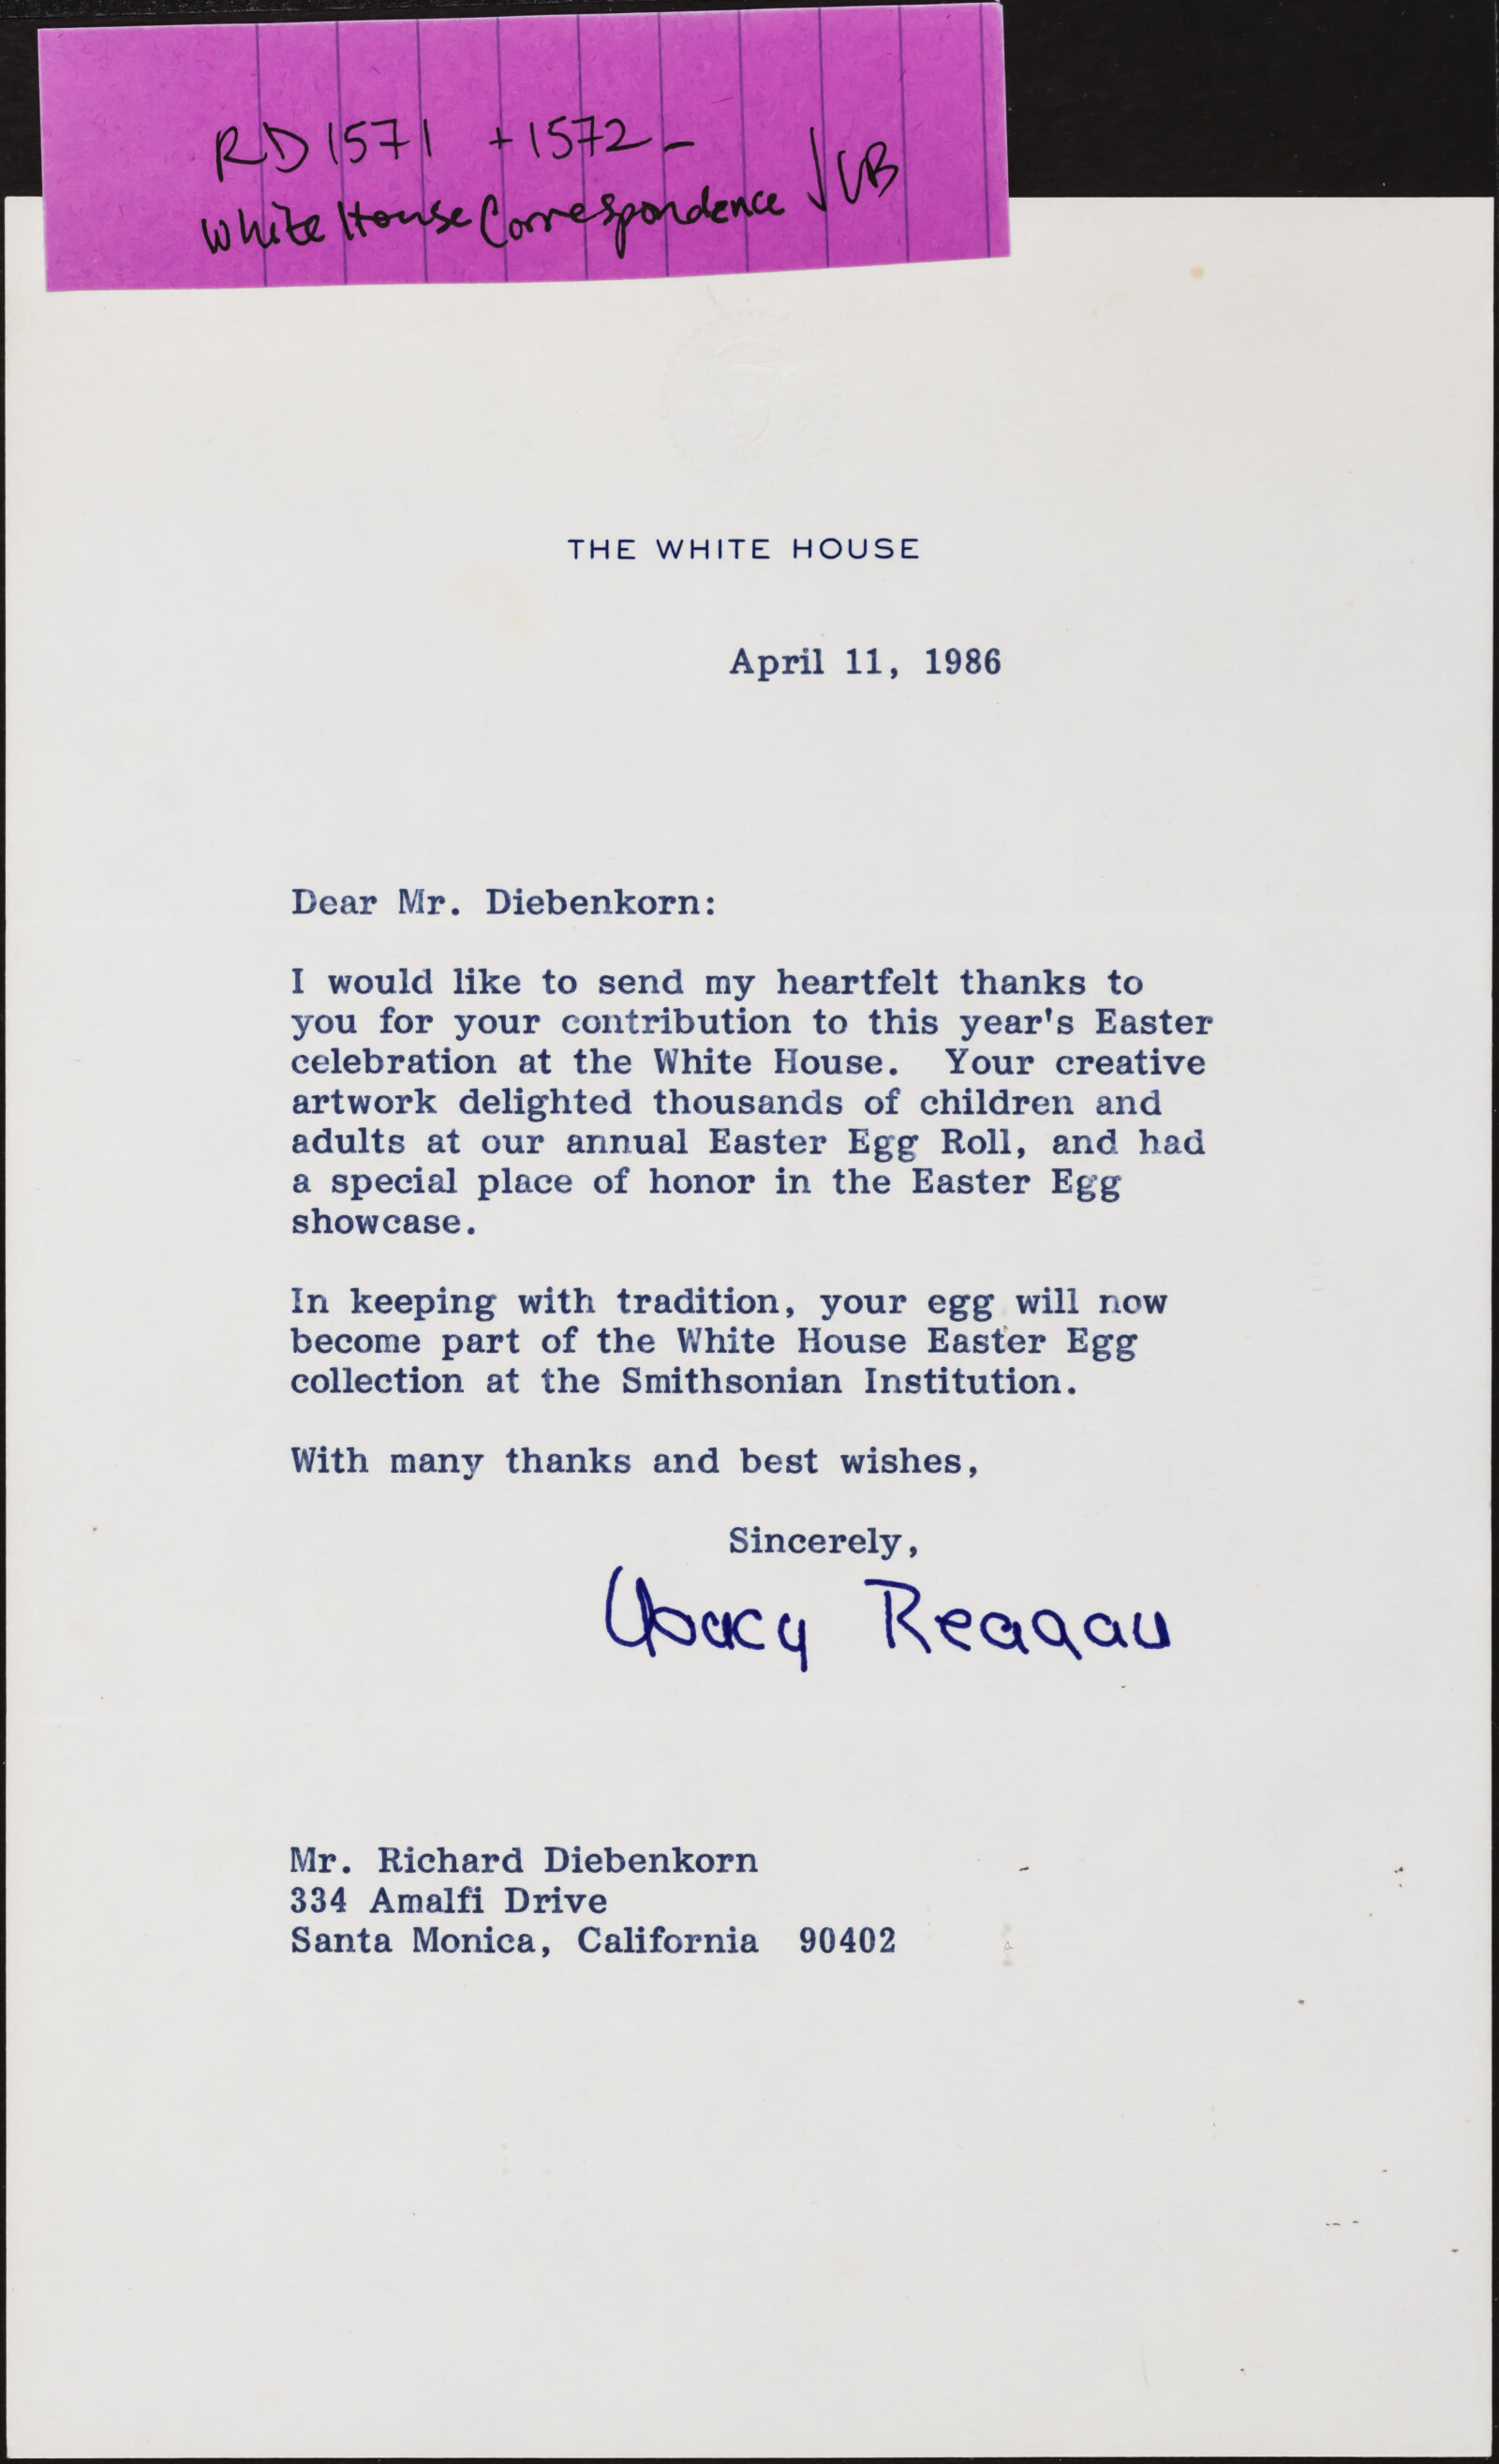 RD 1571 + 1572 -
White House Correspondence √ CB
THE WHITE HOUSE
April 11, 1986
Dear Mr. Diebenkorn:
I would like to send my heartfelt thanks to
you for your contribution to this year's Easter
celebration at the White House. Your creative
artwork delighted thousands of children and
adults at our annual Easter Egg Roll, and had
a special place of honor in the Easter Egg
showcase.
In keeping with tradition, your egg will now
become part of the White House Easter Egg
collection at the Smithsonian Institution.
With many thanks and best wishes,
Sincerely,
Nancy Reagan
Mr. Richard Diebenkorn
334 Amalfi Drive
Santa Monica, California 90402